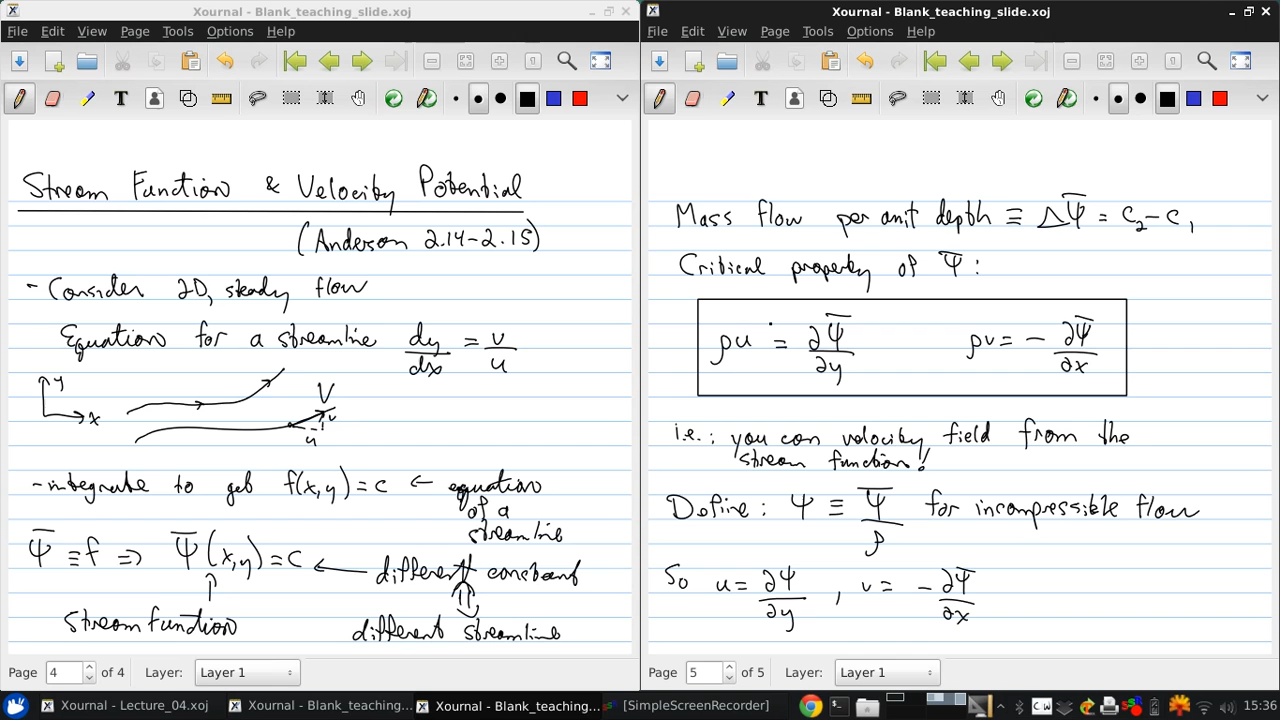 Xournal - Blank_teaching_slide.xoj
File Edit View Page Tools Options Help
Stream Function & Velocity Potential
(Anderson 2.14-2.15)
- Consider 2D, steady flow
Equation for a streamline dy/dx = v/u
y
x
V
v
u
- integrate to get f(x,y) = c ← equation
of a
streamline
Ψ̅ ≡ f ⇒ Ψ̅(x,y) = c ← different constant
↑ ⇕
Stream function different streamline
Page 4 of 4 Layer: Layer 1
Xournal - Blank_teaching_slide.xoj
File Edit View Page Tools Options Help
Mass flow per unit depth ≡ ΔΨ̅ = c₂ - c₁
Critical property of Ψ̅ :
ρu = ∂Ψ̅/∂y ρv = - ∂Ψ̅/∂x
i.e.: you can velocity field from the
stream function!
Define: Ψ ≡ Ψ̅/ρ for incompressible flow
So u = ∂Ψ/∂y , v = - ∂Ψ̅/∂x
Page 5 of 5 Layer: Layer 1
Xournal - Lecture_04.xoj Xournal - Blank_teaching... Xournal - Blank_teaching... [SimpleScreenRecorder] 15:36